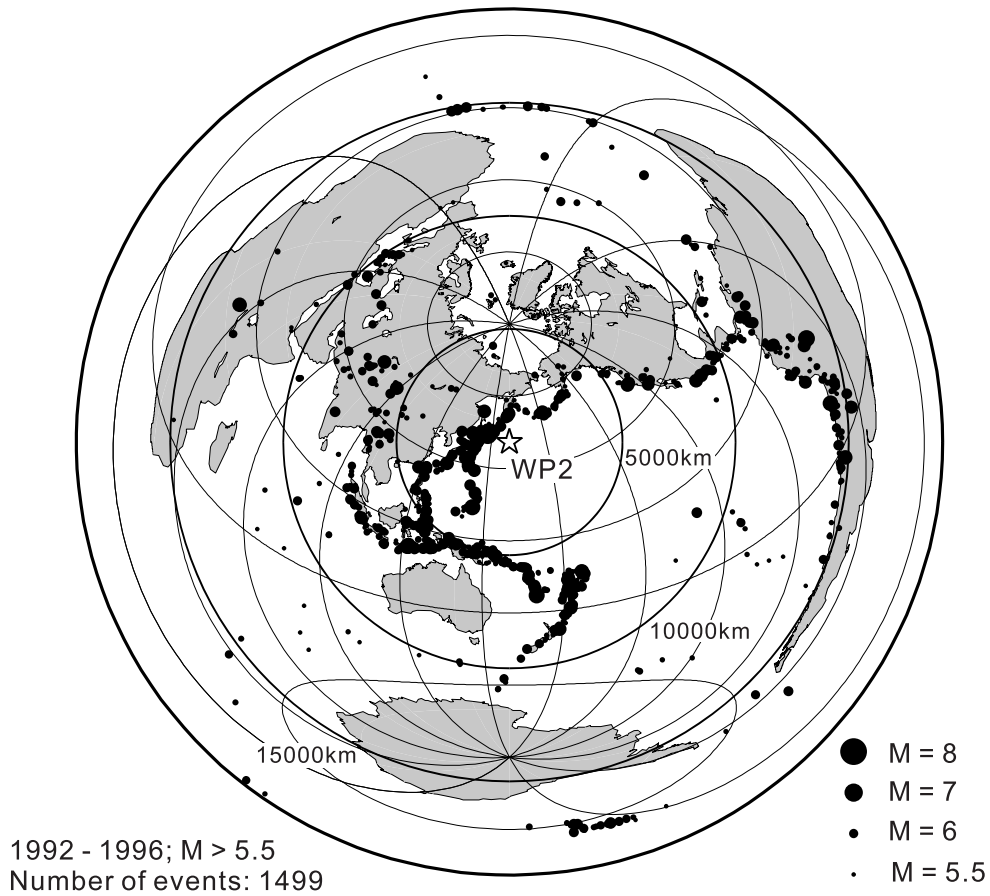 WP2
5000km
10000km
15000km
M = 8
M = 7
M = 6
M = 5.5
1992 - 1996; M > 5.5
Number of events: 1499